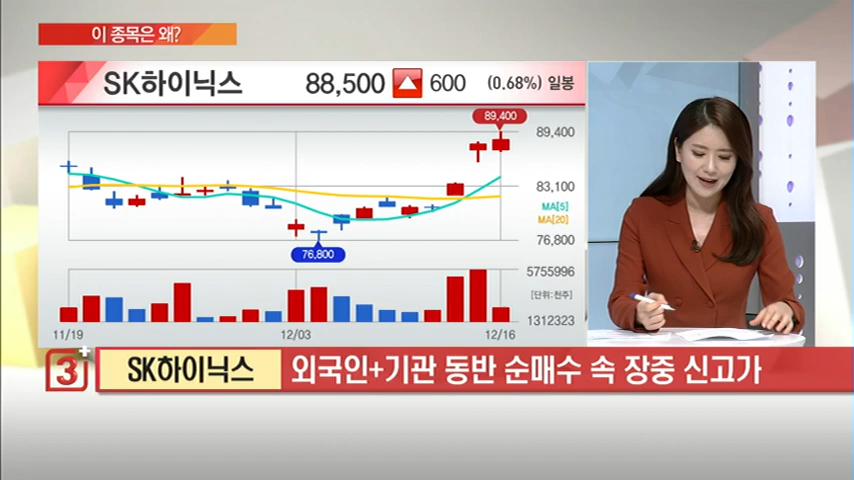 이 종목은 왜?
SK하이닉스 88,500 600 (0.68%) 일봉
89,400
89,400
83,100
MA[5]
MA[20]
76,800
76,800
5755996
[단위:천주]
1312323
11/19 12/03 12/16
3+ SK하이닉스 외국인+기관 동반 순매수 속 장중 신고가